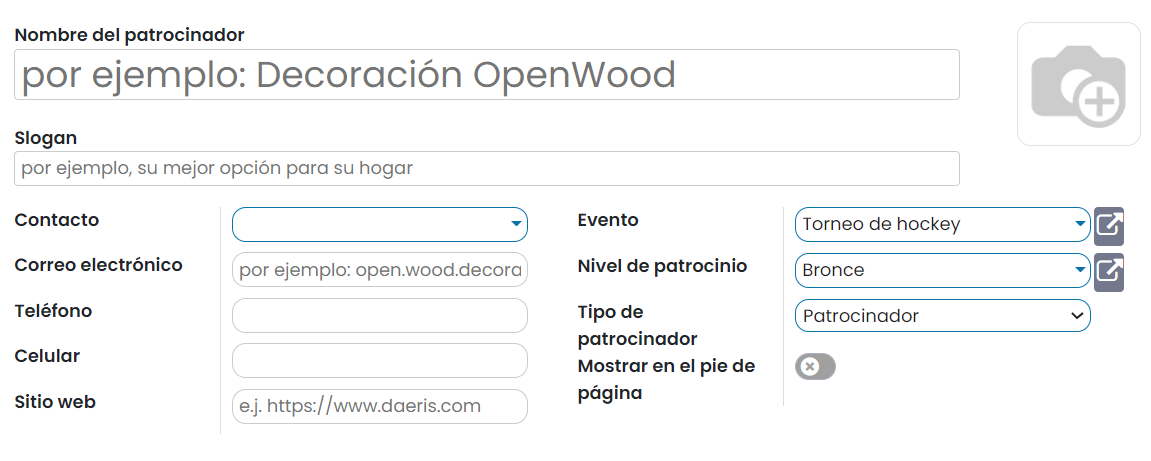 Nombre del patrocinador
por ejemplo: Decoración OpenWood
Slogan
por ejemplo, su mejor opción para su hogar
Contacto
Correo electrónico
por ejemplo: open.wood.decora
Teléfono
Celular
Sitio web
e.j. https://www.daeris.com
Evento
Torneo de hockey
Nivel de patrocinio
Bronce
Tipo de
patrocinador
Patrocinador
Mostrar en el pie de
página